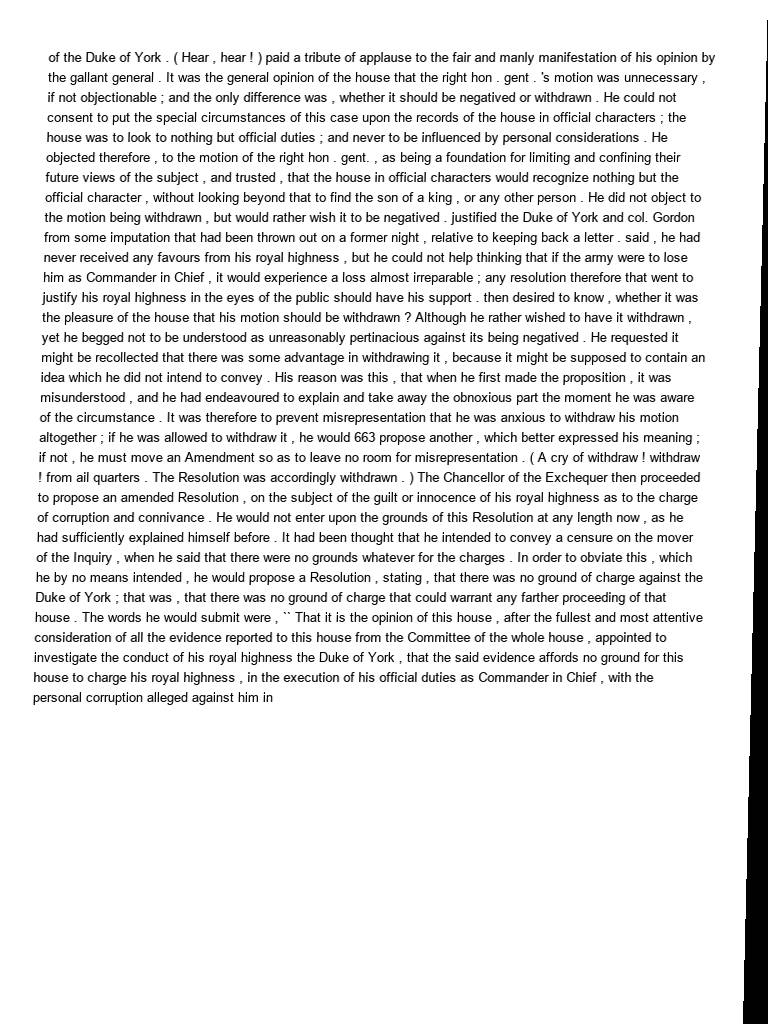 of the Duke of York . ( Hear , hear ! ) paid a tribute of applause to the fair and manly manifestation of his opinion by
the gallant general . It was the general opinion of the house that the right hon . gent . 's motion was unnecessary ,
if not objectionable ; and the only difference was , whether it should be negatived or withdrawn . He could not
consent to put the special circumstances of this case upon the records of the house in official characters ; the
house was to look to nothing but official duties ; and never to be influenced by personal considerations . He
objected therefore , to the motion of the right hon . gent. , as being a foundation for limiting and confining their
future views of the subject , and trusted , that the house in official characters would recognize nothing but the
official character , without looking beyond that to find the son of a king , or any other person . He did not object to
the motion being withdrawn , but would rather wish it to be negatived . justified the Duke of York and col. Gordon
from some imputation that had been thrown out on a former night , relative to keeping back a letter . said , he had
never received any favours from his royal highness , but he could not help thinking that if the army were to lose
him as Commander in Chief , it would experience a loss almost irreparable ; any resolution therefore that went to
justify his royal highness in the eyes of the public should have his support . then desired to know , whether it was
the pleasure of the house that his motion should be withdrawn ? Although he rather wished to have it withdrawn ,
yet he begged not to be understood as unreasonably pertinacious against its being negatived . He requested it
might be recollected that there was some advantage in withdrawing it , because it might be supposed to contain an
idea which he did not intend to convey . His reason was this , that when he first made the proposition , it was
misunderstood , and he had endeavoured to explain and take away the obnoxious part the moment he was aware
of the circumstance . It was therefore to prevent misrepresentation that he was anxious to withdraw his motion
altogether ; if he was allowed to withdraw it , he would 663 propose another , which better expressed his meaning ;
if not , he must move an Amendment so as to leave no room for misrepresentation . ( A cry of withdraw ! withdraw
! from ail quarters . The Resolution was accordingly withdrawn . ) The Chancellor of the Exchequer then proceeded
to propose an amended Resolution , on the subject of the guilt or innocence of his royal highness as to the charge
of corruption and connivance . He would not enter upon the grounds of this Resolution at any length now , as he
had sufficiently explained himself before . It had been thought that he intended to convey a censure on the mover
of the Inquiry , when he said that there were no grounds whatever for the charges . In order to obviate this , which
he by no means intended , he would propose a Resolution , stating , that there was no ground of charge against the
Duke of York ; that was , that there was no ground of charge that could warrant any farther proceeding of that
house . The words he would submit were , `` That it is the opinion of this house , after the fullest and most attentive
consideration of all the evidence reported to this house from the Committee of the whole house , appointed to
investigate the conduct of his royal highness the Duke of York , that the said evidence affords no ground for this
house to charge his royal highness , in the execution of his official duties as Commander in Chief , with the
personal corruption alleged against him in